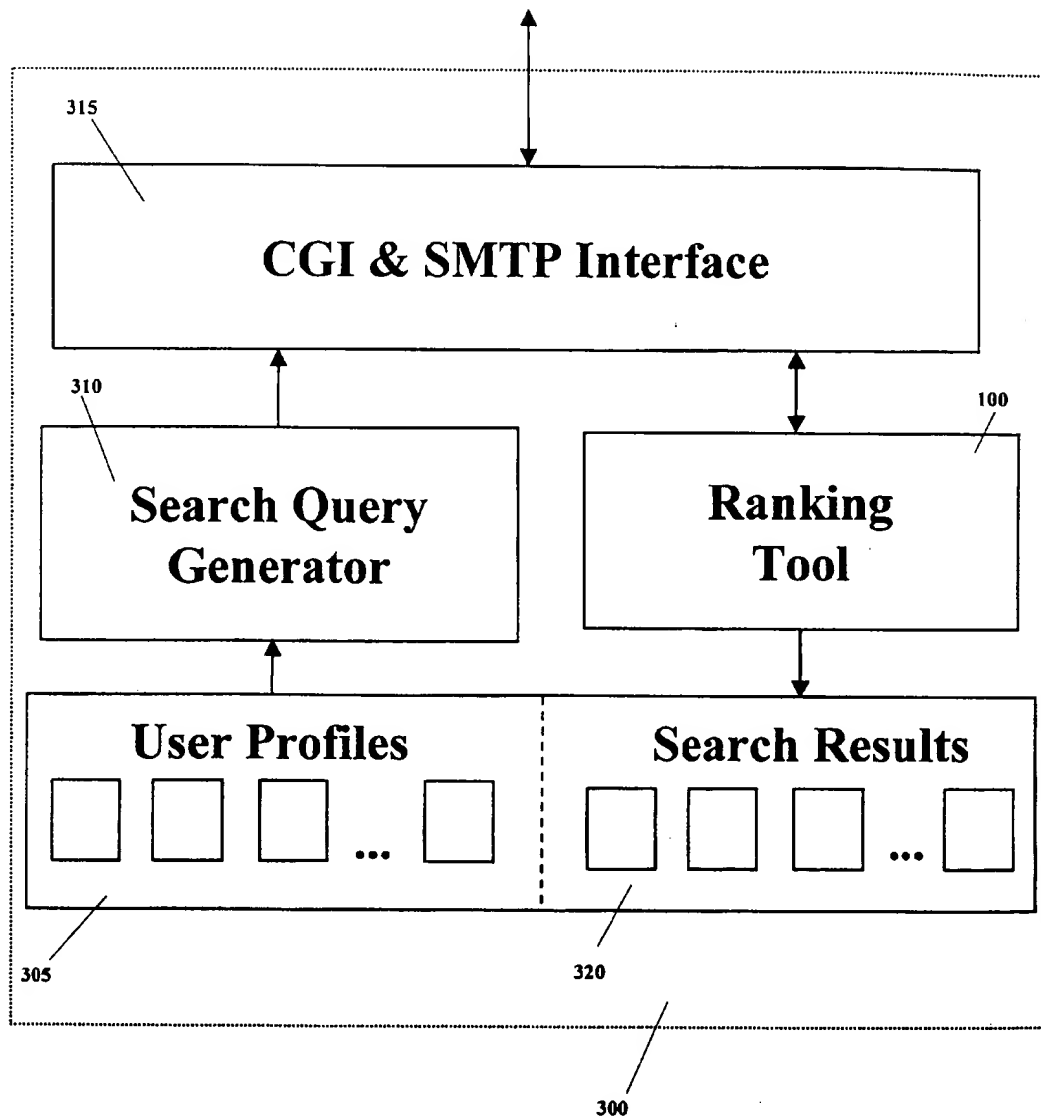 315
CGI & SMTP Interface
310
100
Search Query
Generator
Ranking
Tool
User Profiles
Search Results
...
...
305
320
300